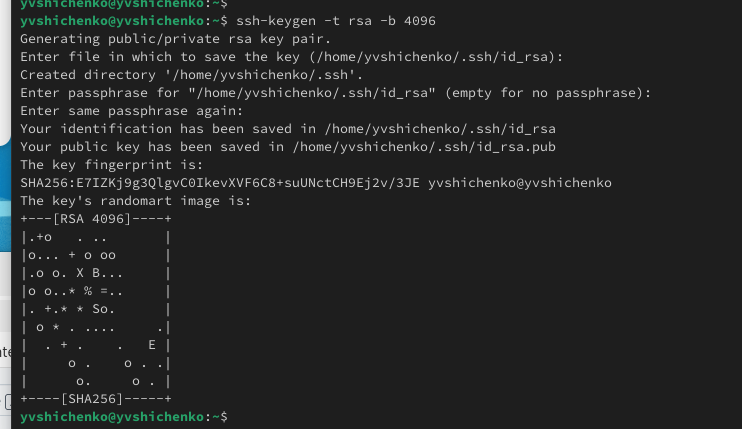 yvshichenko@yvshichenko:~$
yvshichenko@yvshichenko:~$ ssh-keygen -t rsa -b 4096
Generating public/private rsa key pair.
Enter file in which to save the key (/home/yvshichenko/.ssh/id_rsa):
Created directory '/home/yvshichenko/.ssh'.
Enter passphrase for "/home/yvshichenko/.ssh/id_rsa" (empty for no passphrase):
Enter same passphrase again:
Your identification has been saved in /home/yvshichenko/.ssh/id_rsa
Your public key has been saved in /home/yvshichenko/.ssh/id_rsa.pub
The key fingerprint is:
SHA256:E7IZKj9g3QlgvC0IkevXVF6C8+suUNctCH9Ej2v/3JE yvshichenko@yvshichenko
The key's randomart image is:
+---[RSA 4096]----+
|.+o   . ..       |
|o... + o oo      |
|.o o. X B...     |
|o o..* % =..     |
|. +.* * So.      |
| o * . ....     .|
|  . + .    .   E |
|     o .    o . .|
|      o.     o . |
+----[SHA256]-----+
yvshichenko@yvshichenko:~$